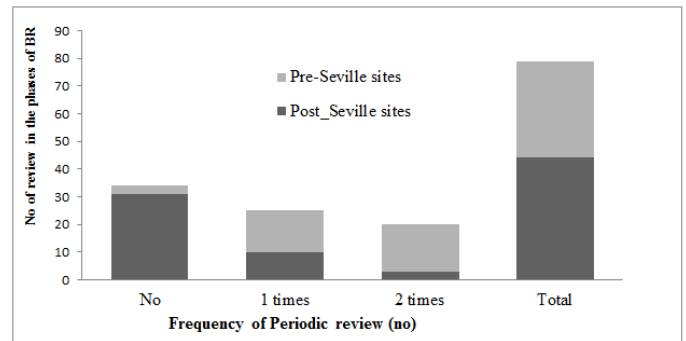 No of review in the phases of BR
90
80
70
60
50
40
30
20
10
0
Pre-Seville sites
Post_Seville sites
No 1 times 2 times Total
Frequency of Periodic review (no)